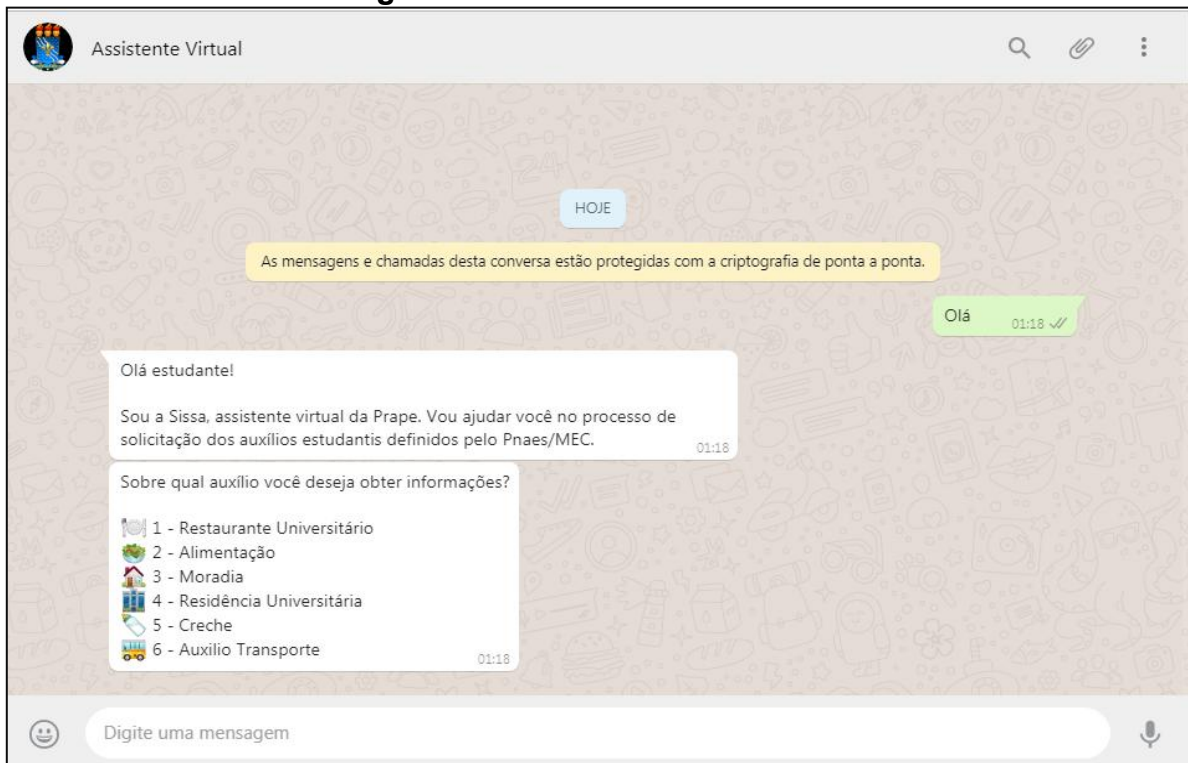 Assistente Virtual
HOJE
As mensagens e chamadas desta conversa estão protegidas com a criptografia de ponta a ponta.
Olá
01:18
Olá estudante!
Sou a Sissa, assistente virtual da Prape. Vou ajudar você no processo de
solicitação dos auxílios estudantis definidos pelo Pnaes/MEC.
01:18
Sobre qual auxílio você deseja obter informações?
1 - Restaurante Universitário
2 - Alimentação
3 - Moradia
4 - Residência Universitária
5 - Creche
6 - Auxilio Transporte
01:18
Digite uma mensagem